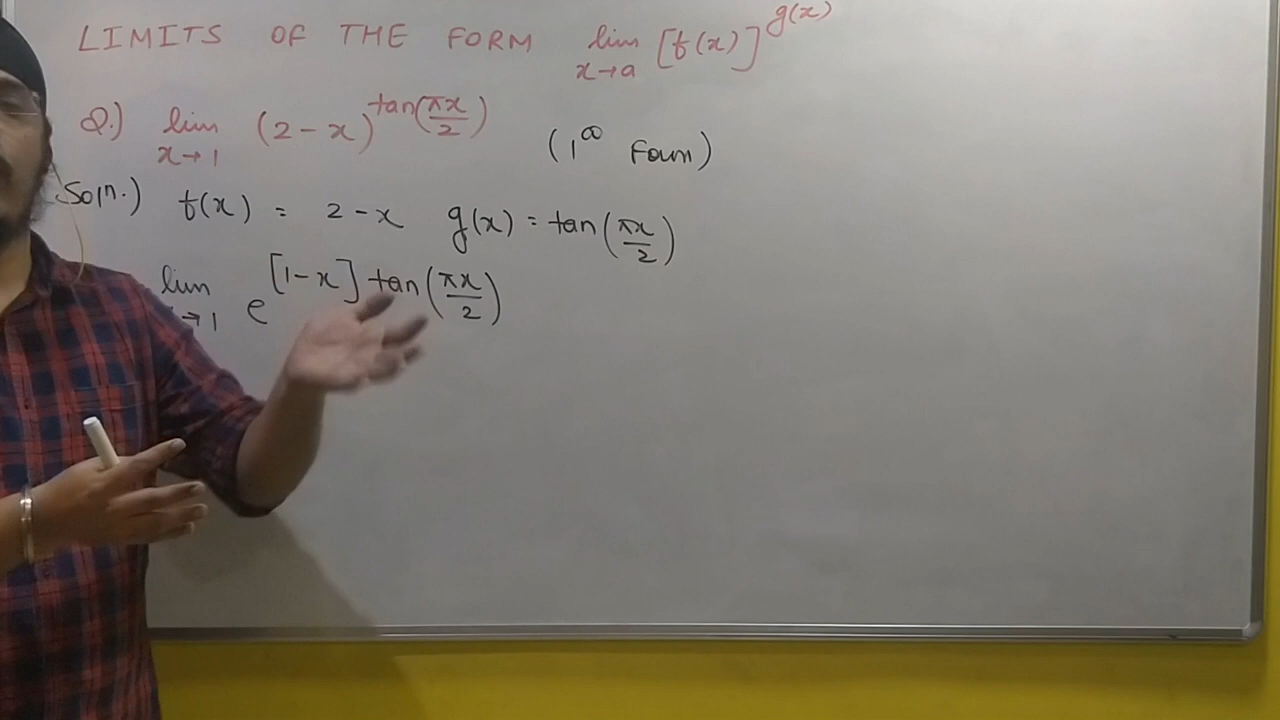 LIMITS OF THE FORM lim x→a [f(x)]^g(x)
Q.) lim x→1 (2-x)^tan(πx/2) (1^∞ Form)
Soln.) f(x) = 2-x g(x) = tan(πx/2)
lim →1 e^[1-x] tan(πx/2)